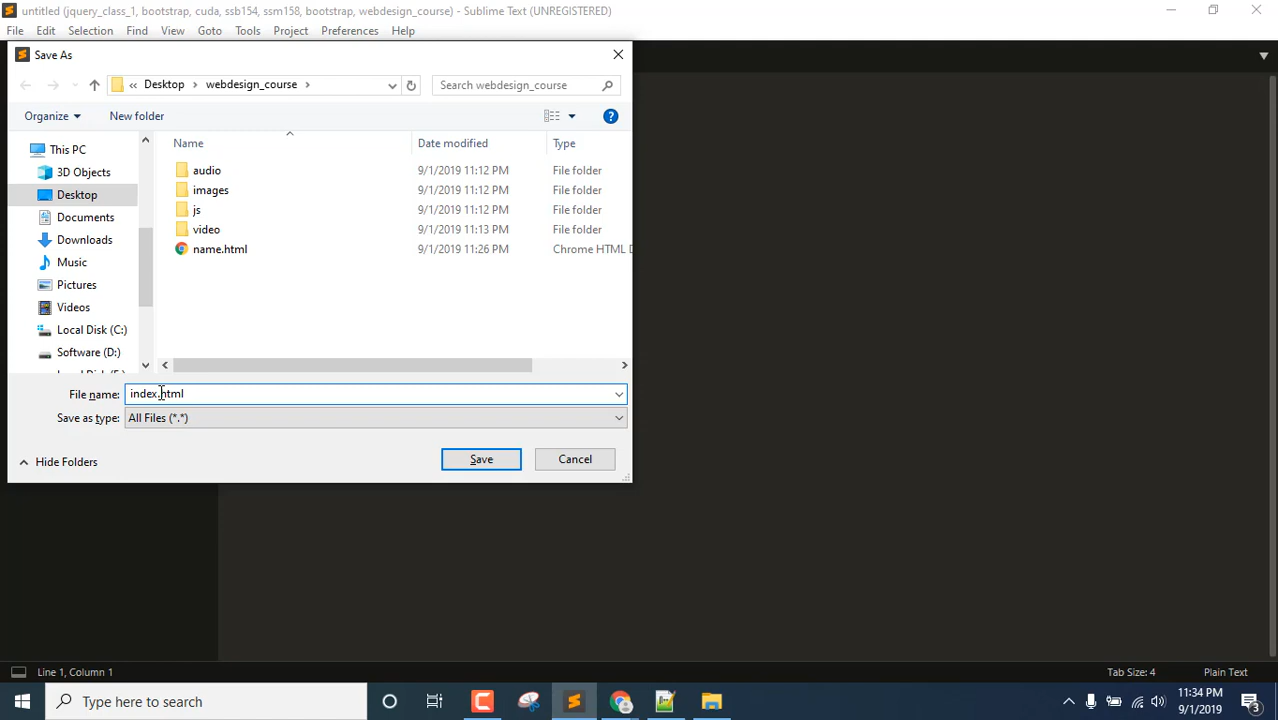 untitled (jquery_class_1, bootstrap, cuda, ssb154, ssm158, bootstrap, webdesign_course) - Sublime Text (UNREGISTERED)
File Edit Selection Find View Goto Tools Project Preferences Help
Save As
« Desktop › webdesign_course ›
Search webdesign_course
Organize
New folder
Name Date modified Type
This PC
3D Objects
Desktop
Documents
Downloads
Music
Pictures
Videos
Local Disk (C:)
Software (D:)
audio 9/1/2019 11:12 PM File folder
images 9/1/2019 11:12 PM File folder
js 9/1/2019 11:12 PM File folder
video 9/1/2019 11:13 PM File folder
name.html 9/1/2019 11:26 PM Chrome HTML D
File name: index.html
Save as type: All Files (*.*)
Hide Folders
Save
Cancel
Line 1, Column 1
Tab Size: 4
Plain Text
Type here to search
11:34 PM
9/1/2019
3